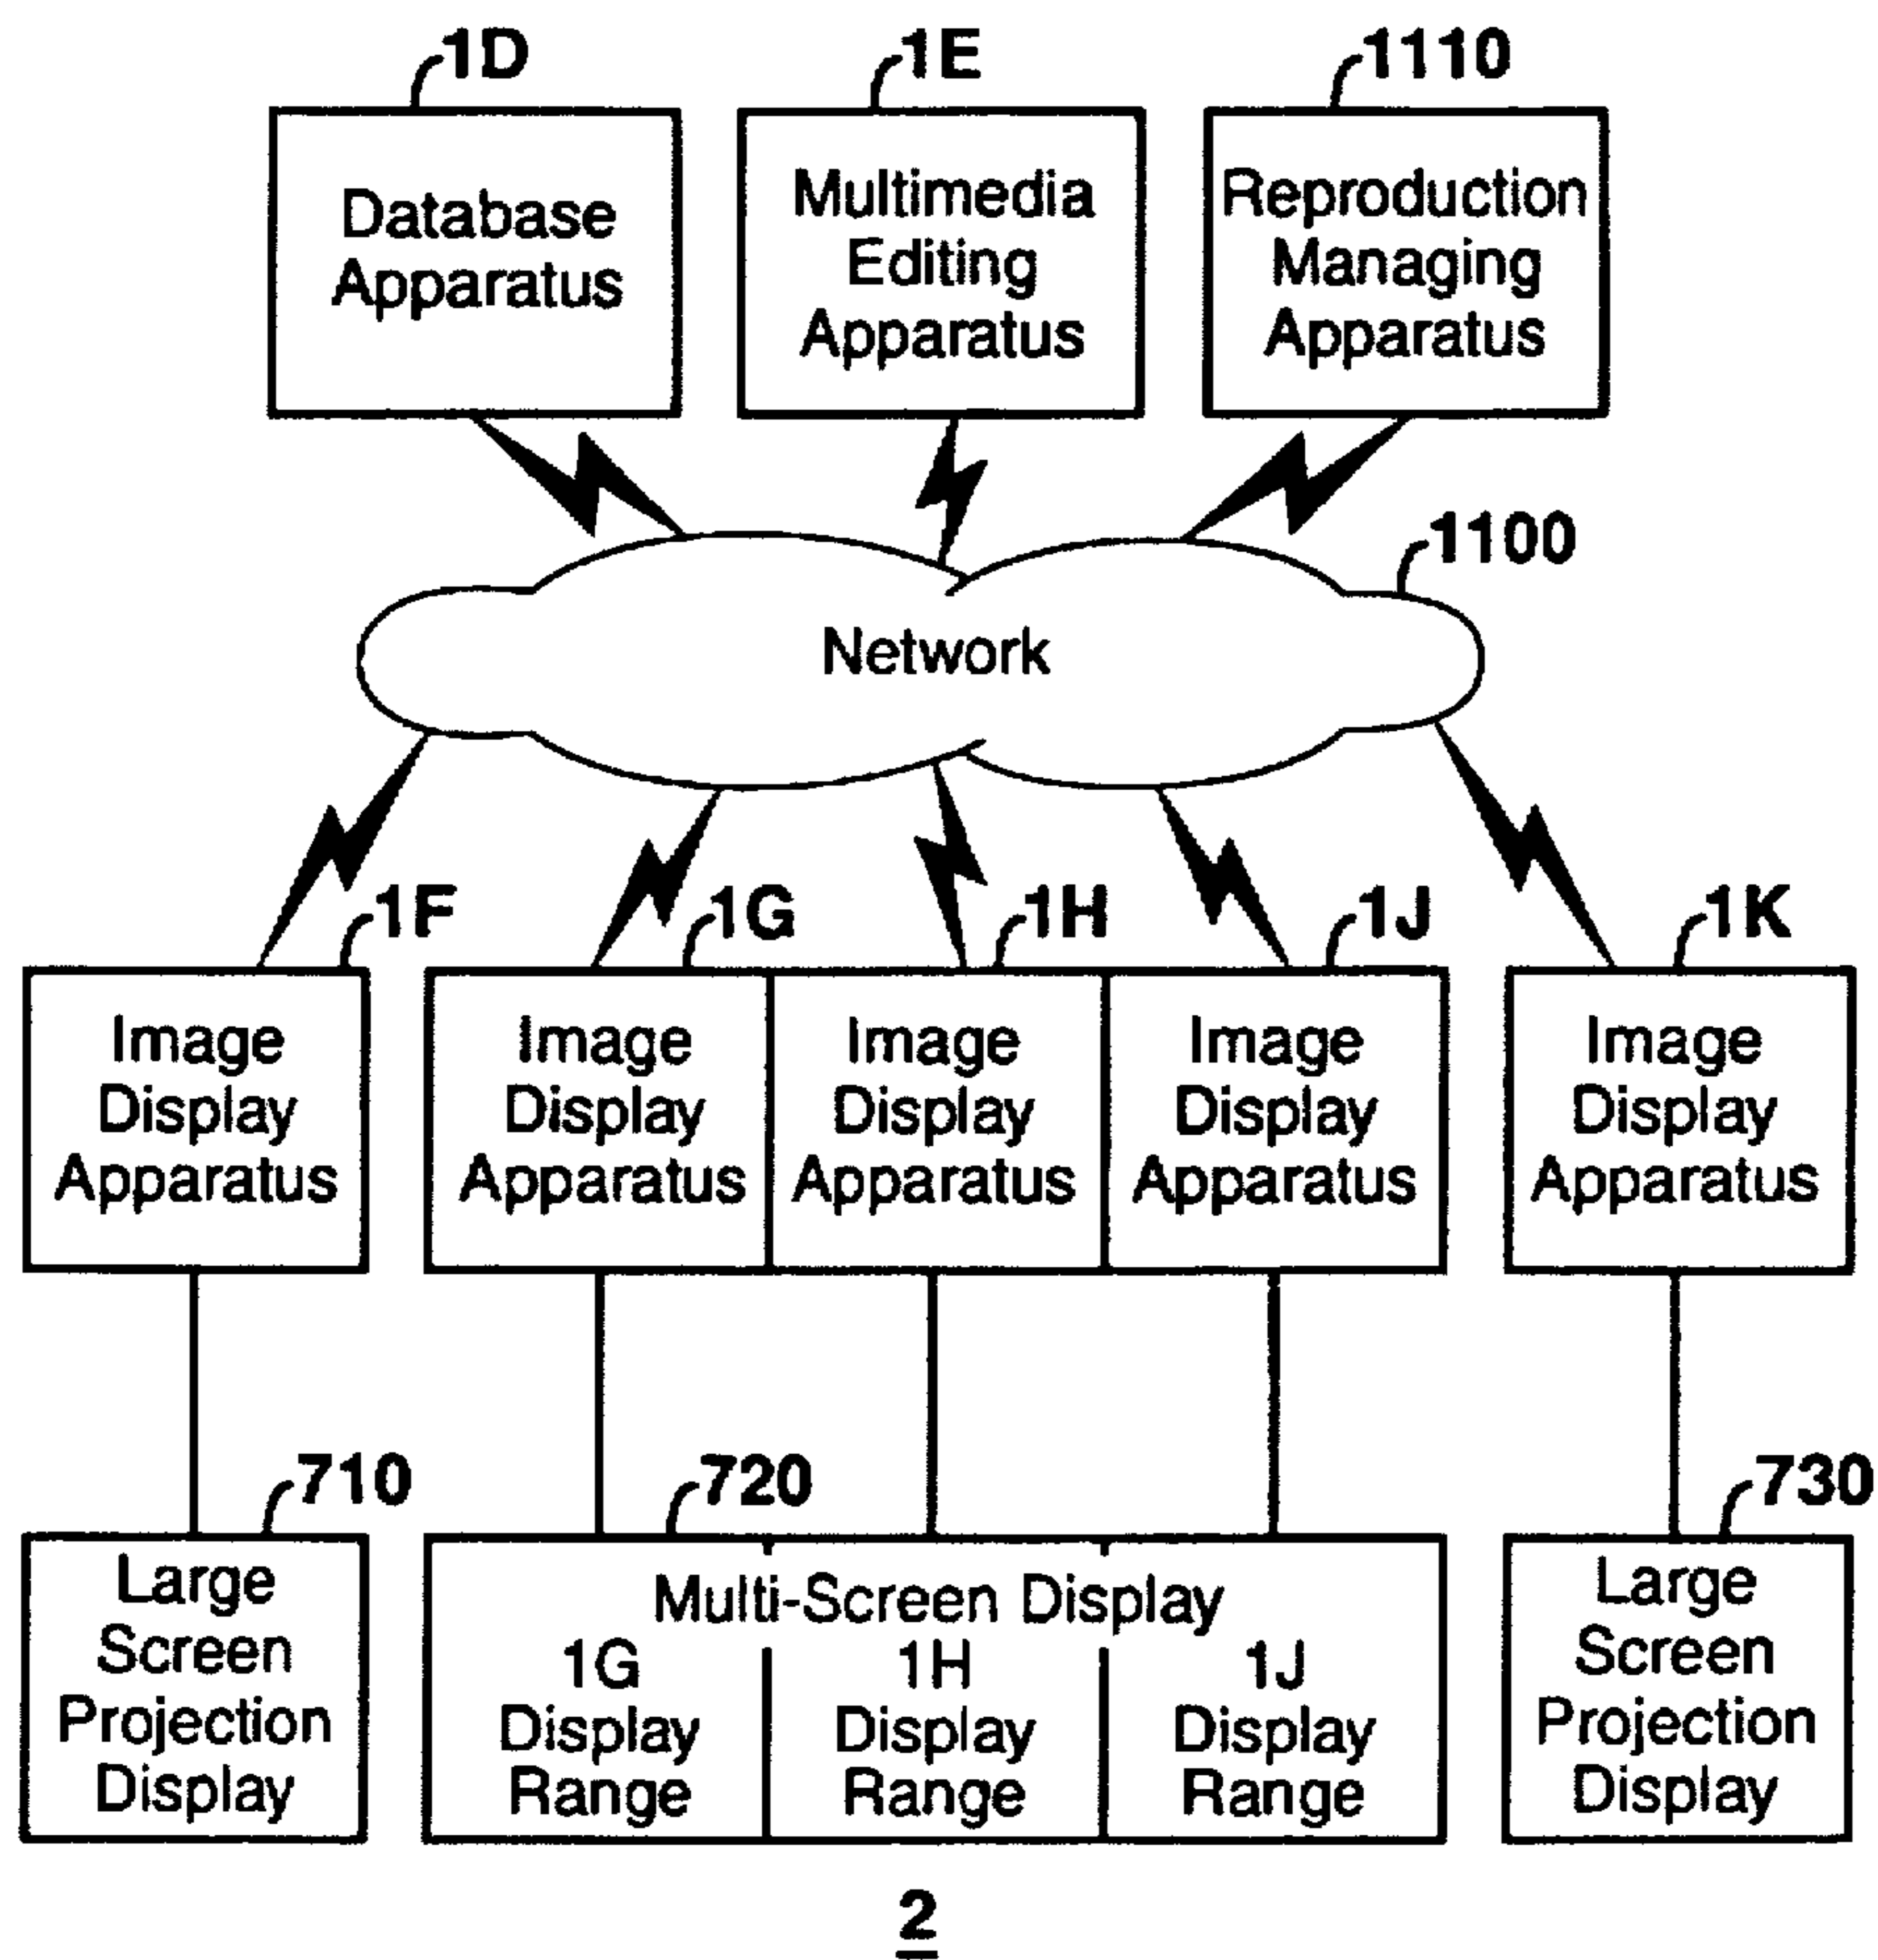 1D
1E
1110
Database
Apparatus
Multimedia
Editing
Apparatus
Reproduction
Managing
Apparatus
1100
Network
1F
1G
1H
1J
1K
Image
Display
Apparatus
Image
Display
Apparatus
Image
Display
Apparatus
Image
Display
Apparatus
Image
Display
Apparatus
710
720
730
Large
Screen
Projection
Display
Multi-Screen Display
1G
Display
Range
1H
Display
Range
1J
Display
Range
Large
Screen
Projection
Display
2